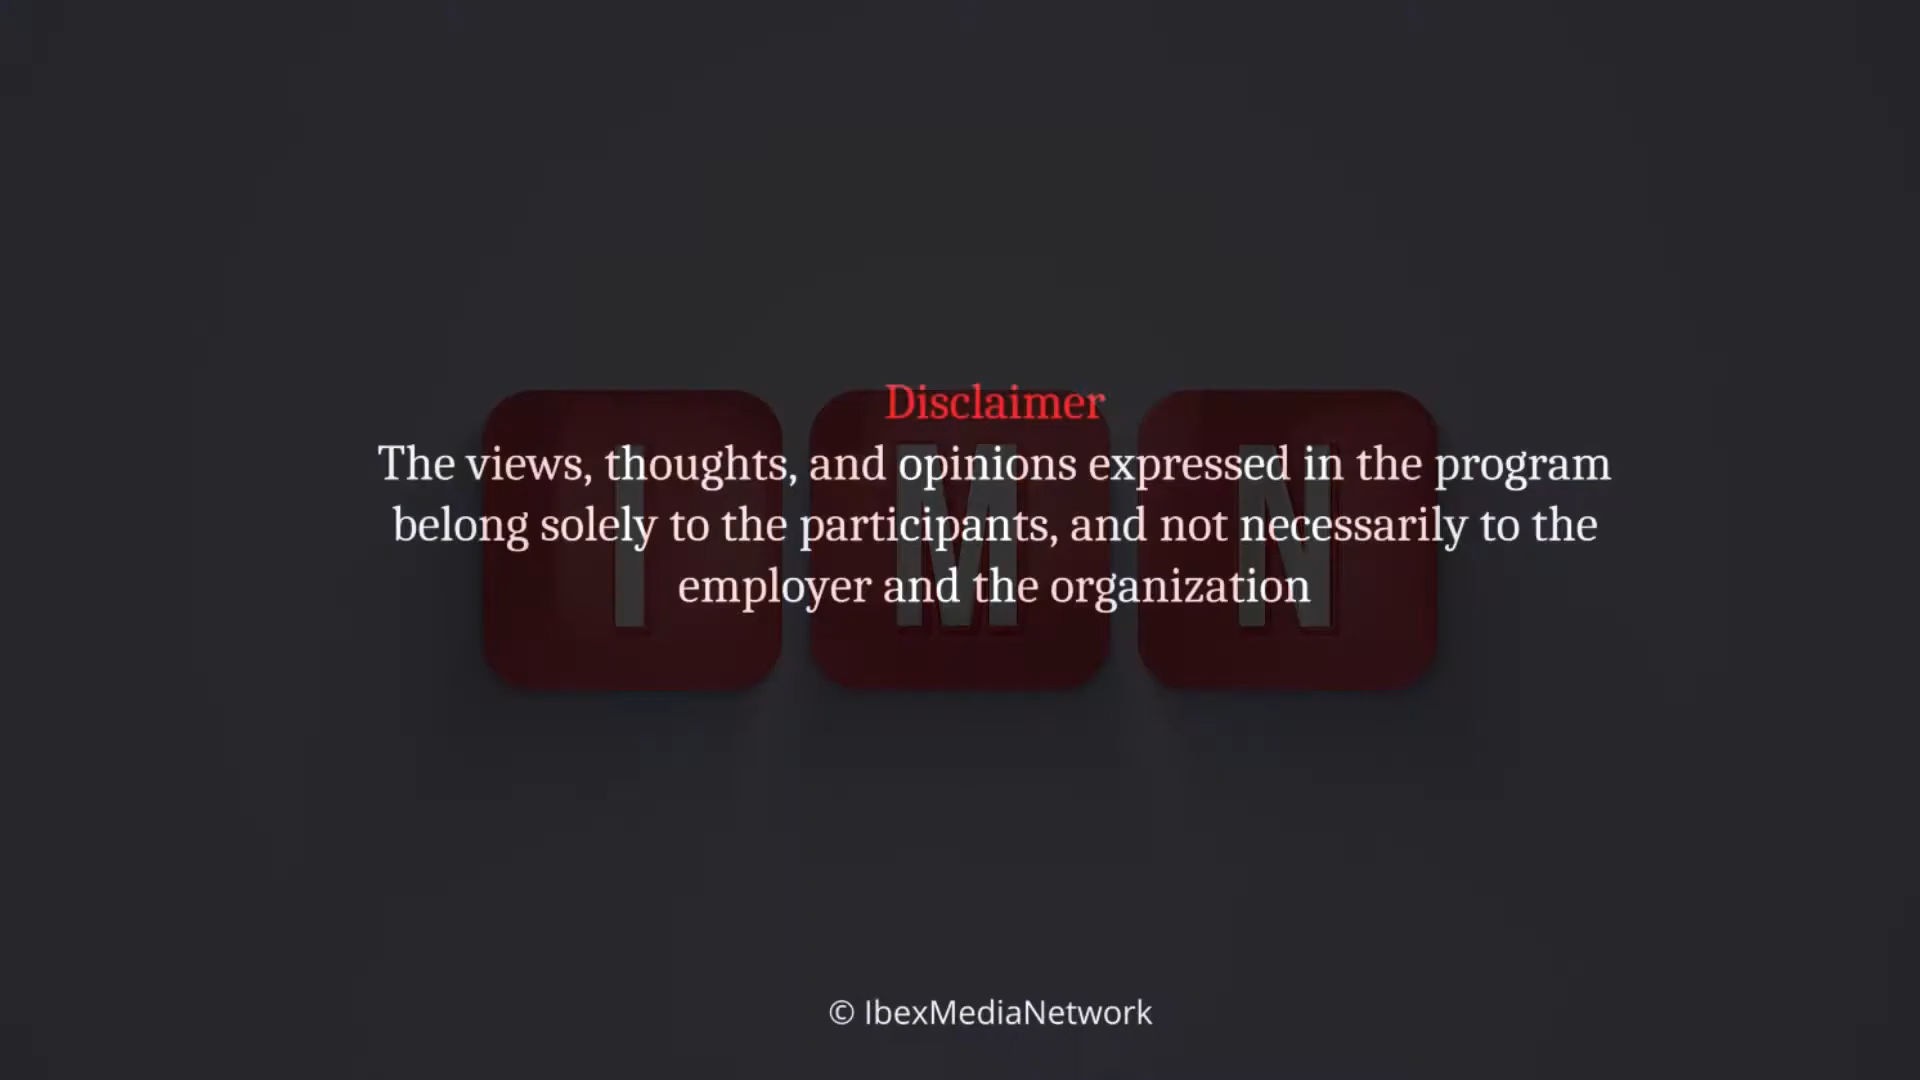 Disclaimer
The views, thoughts, and opinions expressed in the program
belong solely to the participants, and not necessarily to the
employer and the organization
I M N
© IbexMediaNetwork